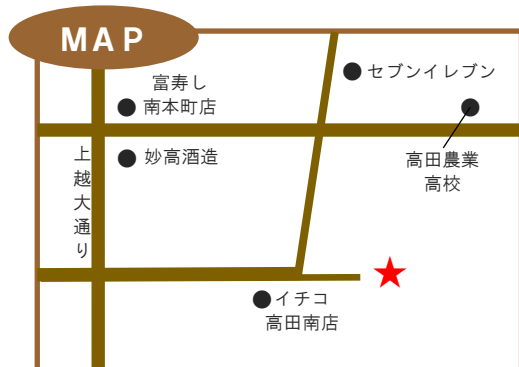 MAP
セブンイレブン
富寿し
南本町店
妙高酒造
高田農業
高校
上越大通り
イチコ
高田南店